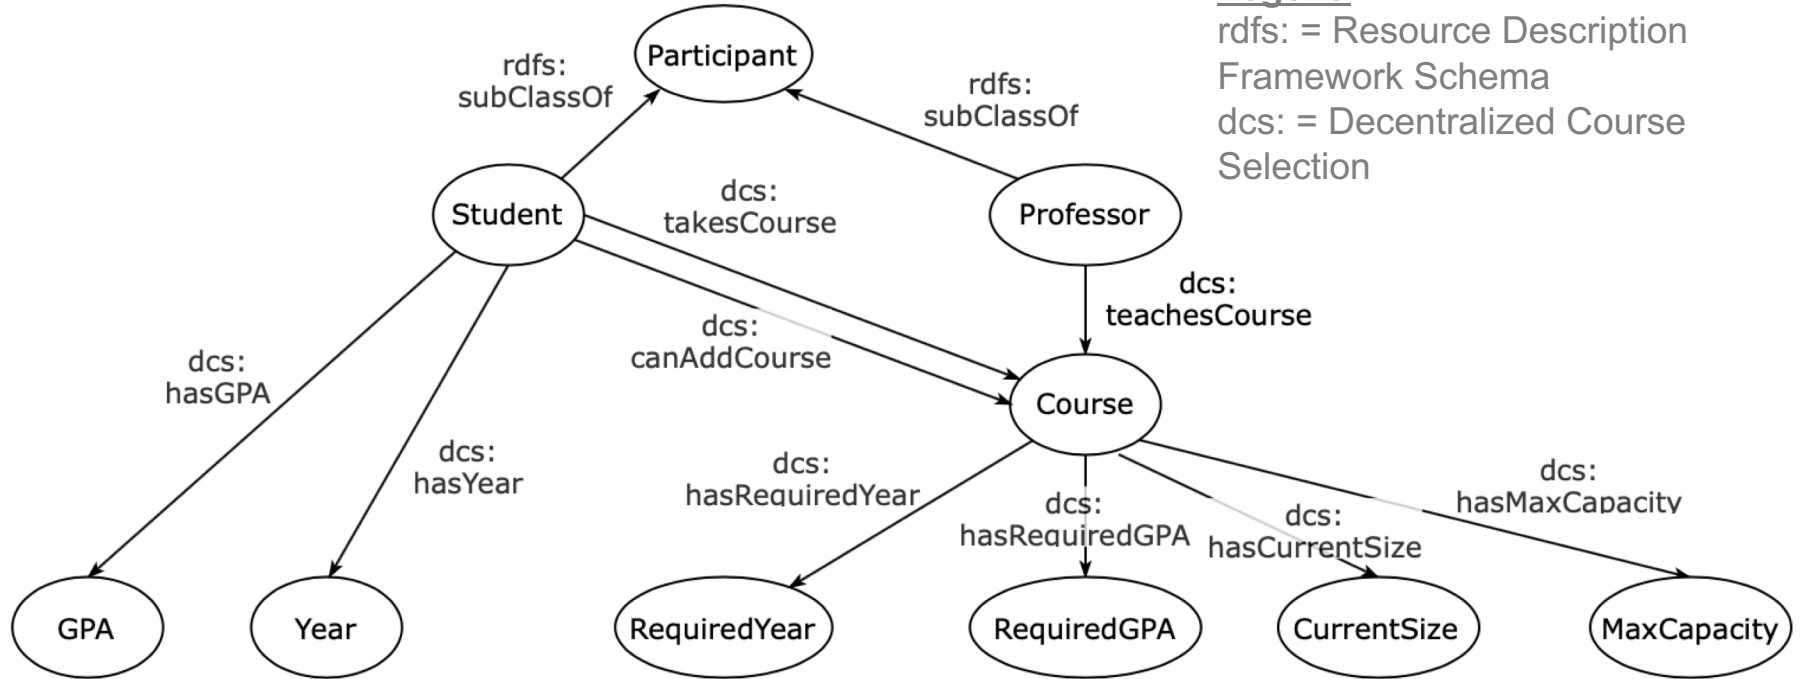 Participant
rdfs:
subClassOf
rdfs:
subClassOf
rdfs: = Resource Description
Framework Schema
dcs: = Decentralized Course
Selection
Student
dcs:
takesCourse
Professor
dcs:
teachesCourse
dcs:
canAddCourse
dcs:
hasGPA
Course
dcs:
hasYear
dcs:
hasRequiredYear
dcs:
hasRequiredGPA
dcs:
hasCurrentSize
dcs:
hasMaxCapacity
GPA
Year
RequiredYear
RequiredGPA
CurrentSize
MaxCapacity